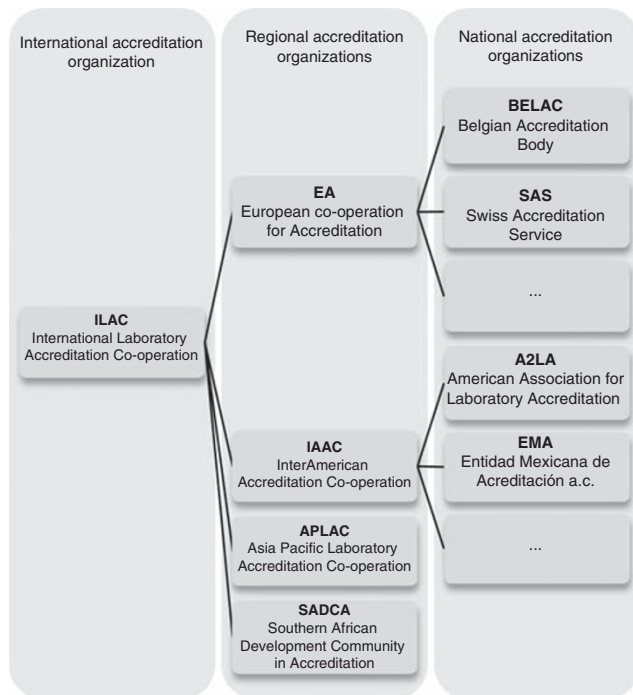 International accreditation
organization
Regional accreditation
organizations
National accreditation
organizations
BELAC
Belgian Accreditation
Body
EA
European co-operation
for Accreditation
SAS
Swiss Accreditation
Service
...
ILAC
International Laboratory
Accreditation Co-operation
A2LA
American Association for
Laboratory Accreditation
IAAC
InterAmerican
Accreditation Co-operation
EMA
Entidad Mexicana de
Acreditación a.c.
APLAC
Asia Pacific Laboratory
Accreditation Co-operation
...
SADCA
Southern African
Development Community
in Accreditation